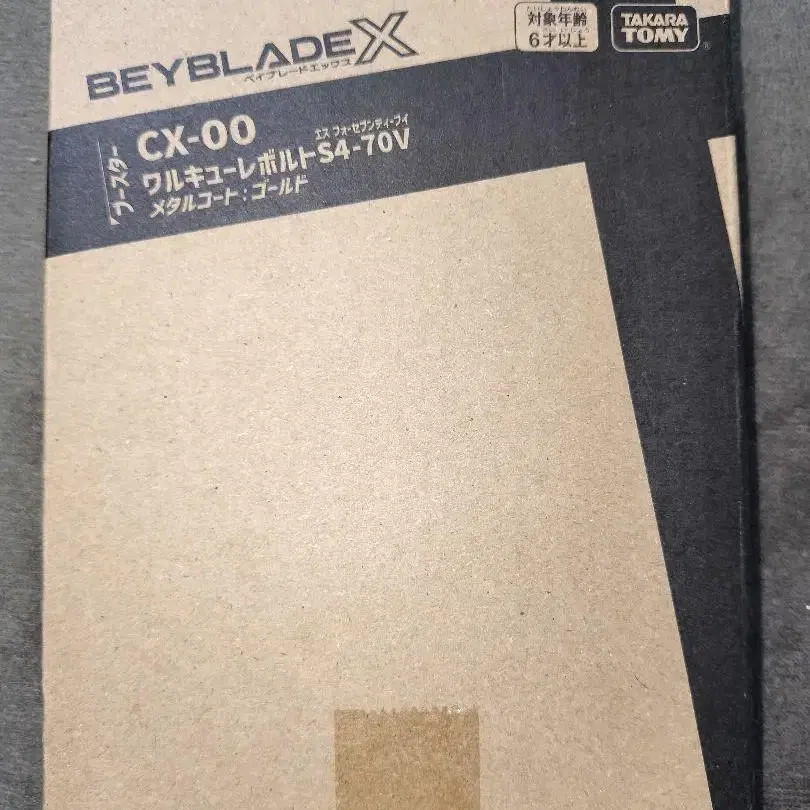 BEYBLADE X
ベイブレードエックス
たいしょうねんれい
対象年齢
6才以上
TAKARA
TOMY
ブースター
CX-00
エス フォーセブンティーブイ
ワルキューレボルトS4-70V
メタルコート：ゴールド